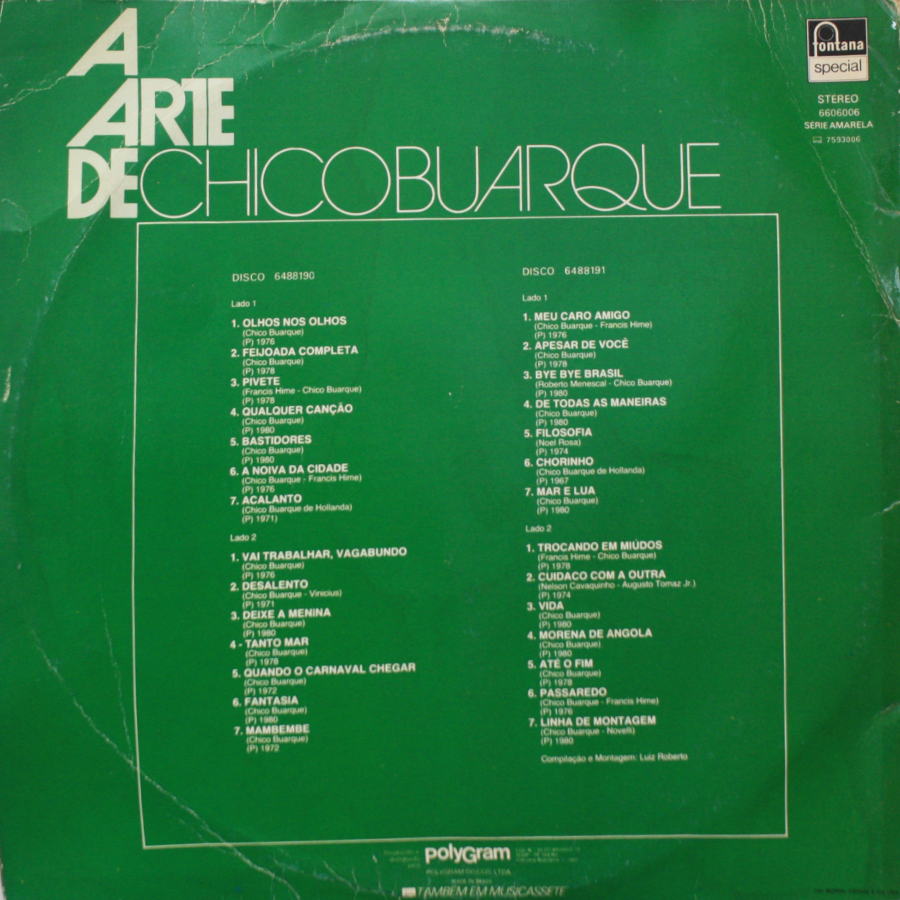 A
ARTE
DE CHICO BUARQUE
fontana
special
STEREO
6606006
SÉRIE AMARELA
7593006
DISCO 6488190
Lado 1
1. OLHOS NOS OLHOS
(Chico Buarque)
(P) 1976
2. FEIJOADA COMPLETA
(Chico Buarque)
(P) 1978
3. PIVETE
(Francis Hime - Chico Buarque)
(P) 1978
4. QUALQUER CANÇÃO
(Chico Buarque)
(P) 1980
5. BASTIDORES
(Chico Buarque)
(P) 1980
6. A NOIVA DA CIDADE
(Chico Buarque - Francis Hime)
(P) 1976
7. ACALANTO
(Chico Buarque de Hollanda)
(P) 1971)
Lado 2
1. VAI TRABALHAR, VAGABUNDO
(Chico Buarque)
(P) 1976
2. DESALENTO
(Chico Buarque - Vinicius)
(P) 1971
3. DEIXE A MENINA
(Chico Buarque)
(P) 1980
4 - TANTO MAR
(Chico Buarque)
(P) 1978
5. QUANDO O CARNAVAL CHEGAR
(Chico Buarque)
(P) 1972
6. FANTASIA
(Chico Buarque)
(P) 1980
7. MAMBEMBE
(Chico Buarque)
(P) 1972
DISCO 6488191
Lado 1
1. MEU CARO AMIGO
(Chico Buarque - Francis Hime)
(P) 1976
2. APESAR DE VOCÊ
(Chico Buarque)
(P) 1978
3. BYE BYE BRASIL
(Roberto Menescal - Chico Buarque)
(P) 1980
4. DE TODAS AS MANEIRAS
(Chico Buarque)
(P) 1980
5. FILOSOFIA
(Noel Rosa)
(P) 1974
6. CHORINHO
(Chico Buarque de Hollanda)
(P) 1967
7. MAR E LUA
(Chico Buarque)
(P) 1980
Lado 2
1. TROCANDO EM MIÚDOS
(Francis Hime - Chico Buarque)
(P) 1978
2. CUIDACO COM A OUTRA
(Nelson Cavaquinho - Augusto Tomaz Jr.)
(P) 1974
3. VIDA
(Chico Buarque)
(P) 1980
4. MORENA DE ANGOLA
(Chico Buarque)
(P) 1980
5. ATÉ O FIM
(Chico Buarque)
(P) 1978
6. PASSAREDO
(Chico Buarque - Francis Hime)
(P) 1976
7. LINHA DE MONTAGEM
(Chico Buarque - Novelli)
(P) 1980
Compilação e Montagem: Luiz Roberto
polyGram
POLYGRAM DISCOS LTDA.
MADE IN BRAZIL
TAMBÉM EM MUSICASSETE